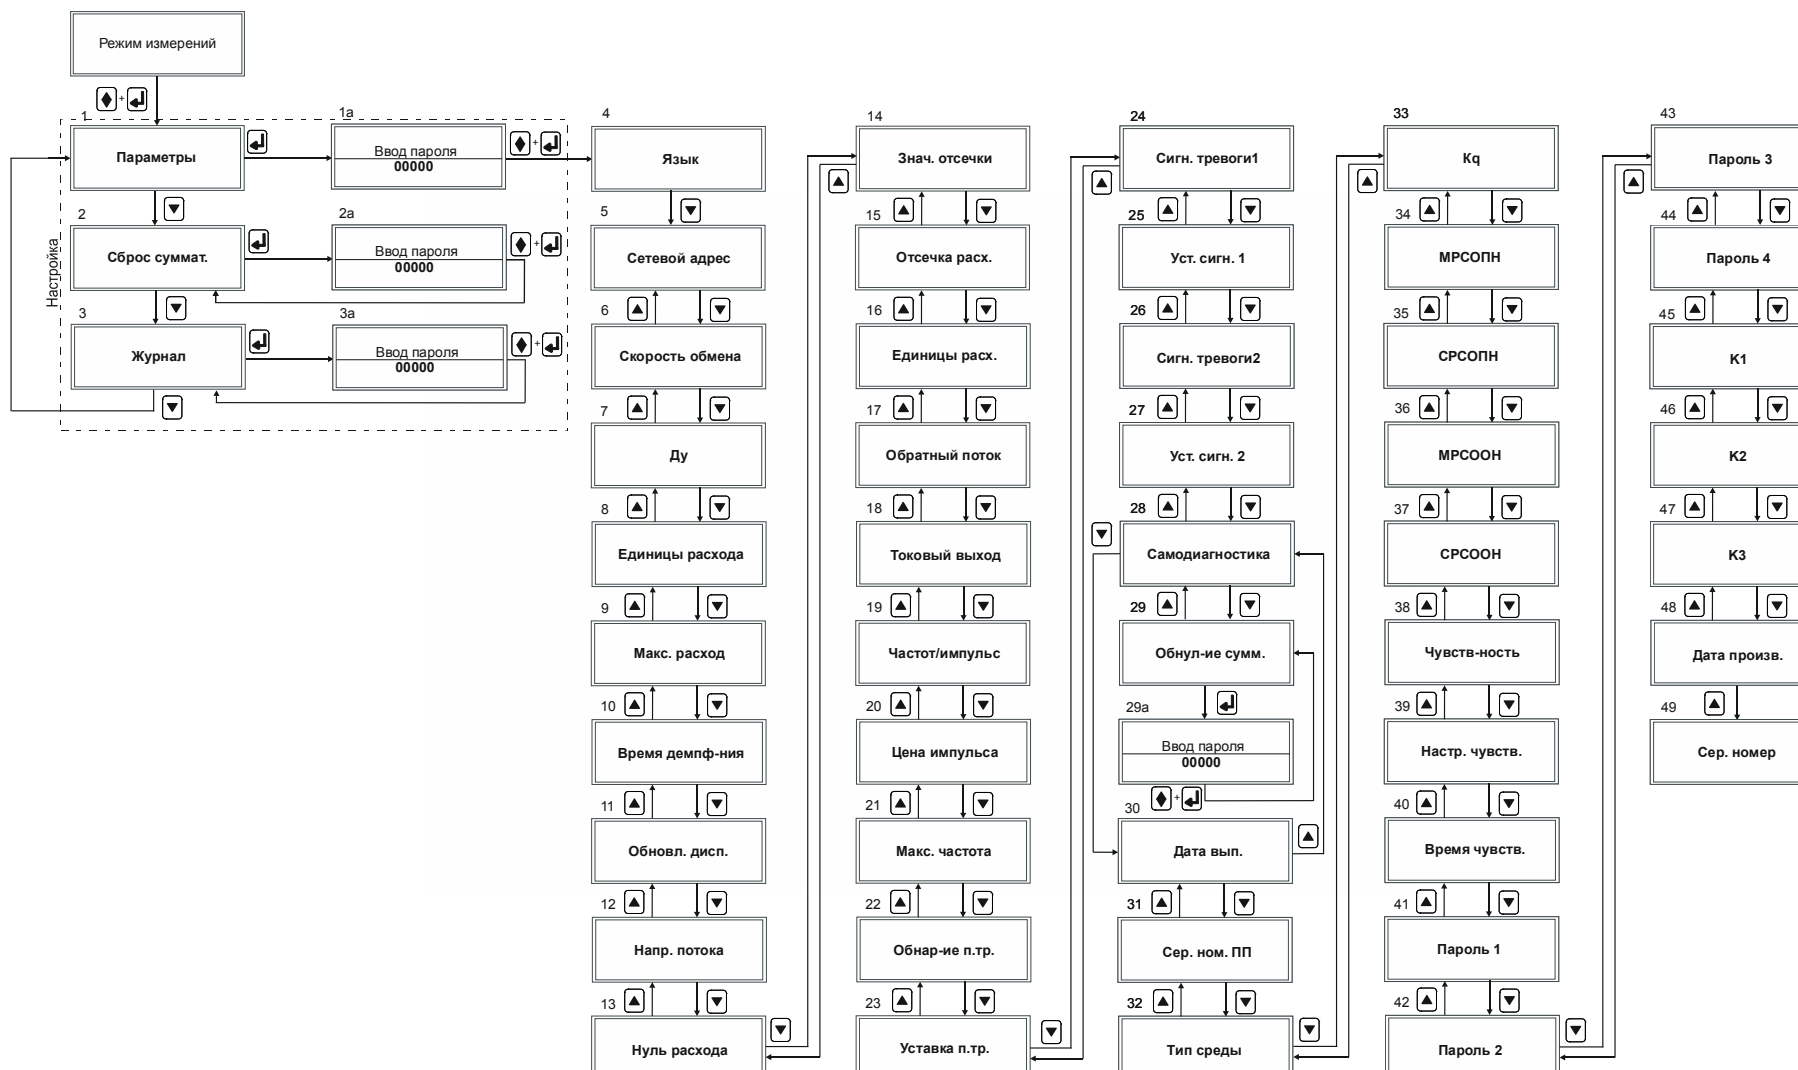 Режим измерений
+
Настройка
1
Параметры
1а
Ввод пароля
00000
+
2
Сброс суммат.
2а
Ввод пароля
00000
+
3
Журнал
3а
Ввод пароля
00000
+
4
Язык
5
Сетевой адрес
6
Скорость обмена
7
Ду
8
Единицы расхода
9
Макс. расход
10
Время демпф-ния
11
Обновл. дисп.
12
Напр. потока
13
Нуль расхода
14
Знач. отсечки
15
Отсечка расх.
16
Единицы расх.
17
Обратный поток
18
Токовый выход
19
Частот/импульс
20
Цена импульса
21
Макс. частота
22
Обнар-ие п.тр.
23
Уставка п.тр.
24
Сигн. тревоги1
25
Уст. сигн. 1
26
Сигн. тревоги2
27
Уст. сигн. 2
28
Самодиагностика
29
Обнул-ие сумм.
29а
Ввод пароля
00000
+
30
Дата вып.
31
Сер. ном. ПП
32
Тип среды
33
Kq
34
МРСОПН
35
СРСОПН
36
МРСООН
37
СРСООН
38
Чувств-ность
39
Настр. чувств.
40
Время чувств.
41
Пароль 1
42
Пароль 2
43
Пароль 3
44
Пароль 4
45
К1
46
К2
47
К3
48
Дата произв.
49
Сер. номер